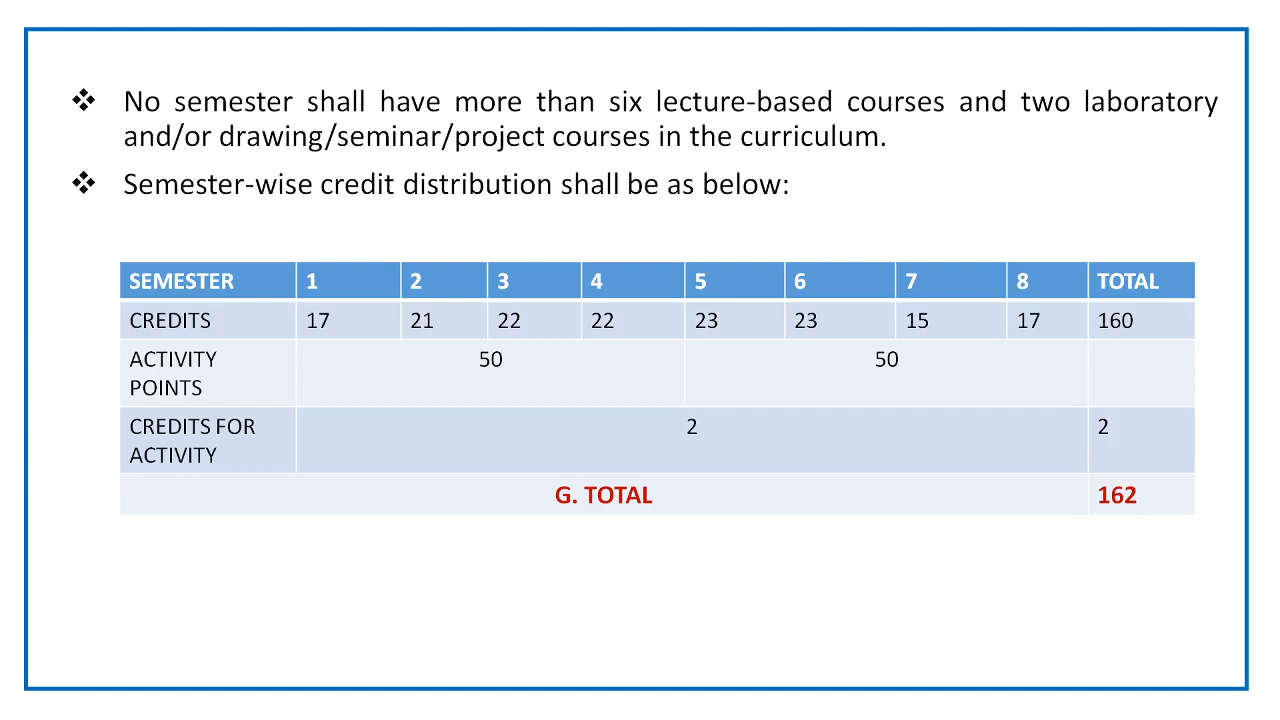 ❖ No semester shall have more than six lecture-based courses and two laboratory
and/or drawing/seminar/project courses in the curriculum.
❖ Semester-wise credit distribution shall be as below:
SEMESTER 1 2 3 4 5 6 7 8 TOTAL
CREDITS 17 21 22 22 23 23 15 17 160
ACTIVITY 50 50
POINTS
CREDITS FOR 2 2
ACTIVITY
G. TOTAL 162